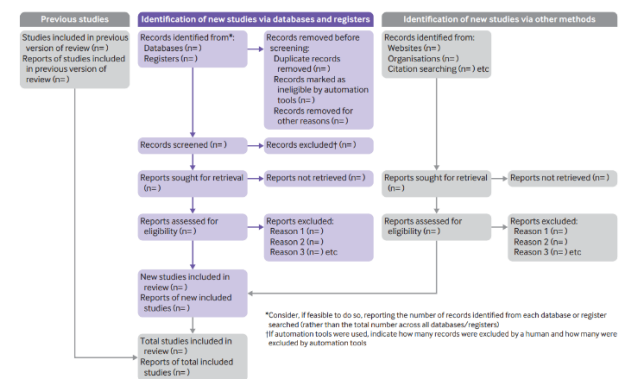 Previous studies
Identification of new studies via databases and registers
Identification of new studies via other methods
Studies included in previous
version of review (n= )
Reports of studies included
in previous version of
review (n= )
Records identified from*:
Databases (n= )
Registers (n= )
Records removed before
screening:
Duplicate records
removed (n= )
Records marked as
ineligible by automation
tools (n= )
Records removed for
other reasons (n= )
Records identified from:
Websites (n= )
Organisations (n= )
Citation searching (n= ) etc
Records screened (n= )
Records excluded† (n= )
Reports sought for retrieval
(n= )
Reports not retrieved (n= )
Reports sought for retrieval
(n= )
Reports not retrieved (n= )
Reports assessed for
eligibility (n= )
Reports excluded:
Reason 1 (n= )
Reason 2 (n= )
Reason 3 (n= ) etc
Reports assessed for
eligibility (n= )
Reports excluded:
Reason 1 (n= )
Reason 2 (n= )
Reason 3 (n= ) etc
New studies included in
review (n= )
Reports of new included
studies (n= )
Total studies included in
review (n= )
Reports of total included
studies (n= )
*Consider, if feasible to do so, reporting the number of records identified from each database or register
searched (rather than the total number across all databases/registers)
†If automation tools were used, indicate how many records were excluded by a human and how many were
excluded by automation tools